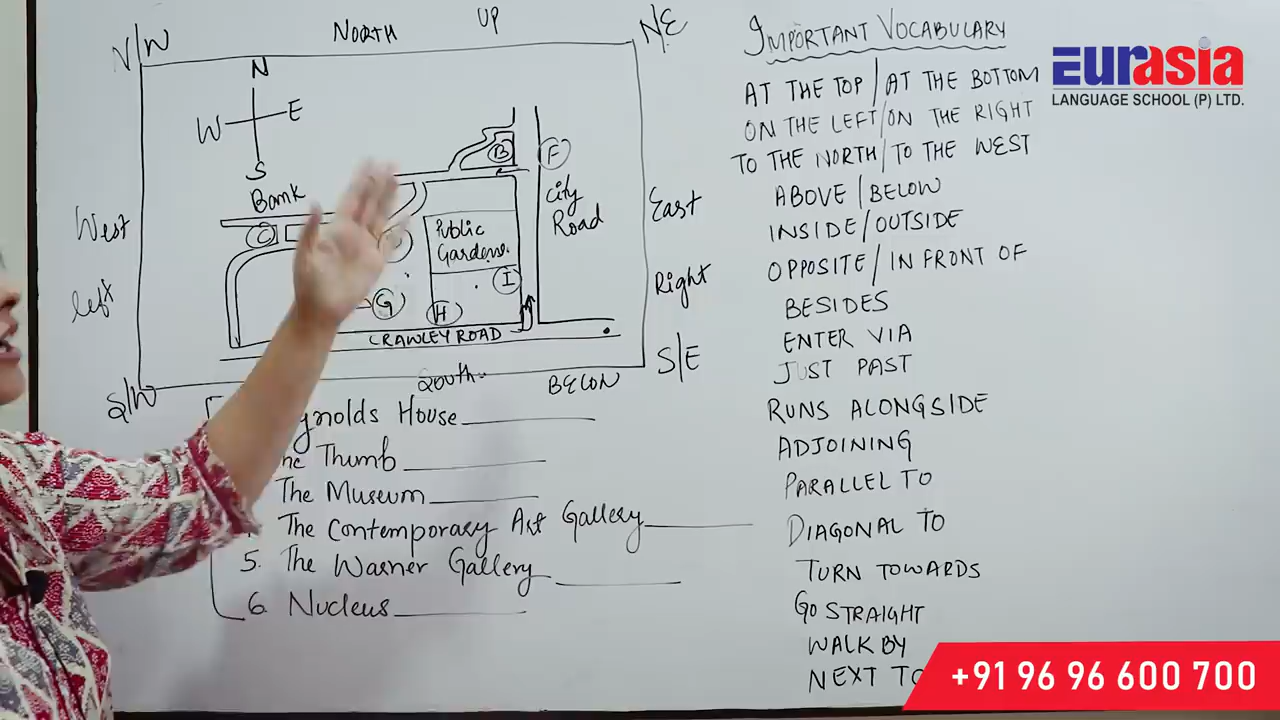 N/W
NORTH
UP
N.E
N
W
E
S
Bank
West
left
C
G
Public
Gardens.
H
I
B
F
City
Road
East
Right
CRAWLEY ROAD
S/W
South
BELOW
S/E
House
Thumb
The Museum
The Contemporary Art Gallery
5. The Warner Gallery
6. Nucleus
IMPORTANT VOCABULARY
AT THE TOP/AT THE BOTTOM
ON THE LEFT/ON THE RIGHT
TO THE NORTH/TO THE WEST
ABOVE/BELOW
INSIDE/OUTSIDE
OPPOSITE/IN FRONT OF
BESIDES
ENTER VIA
JUST PAST
RUNS ALONGSIDE
ADJOINING
PARALLEL TO
DIAGONAL TO
TURN TOWARDS
GO STRAIGHT
WALK BY
NEXT TO
Eurasia
LANGUAGE SCHOOL (P) LTD.
+91 96 96 600 700